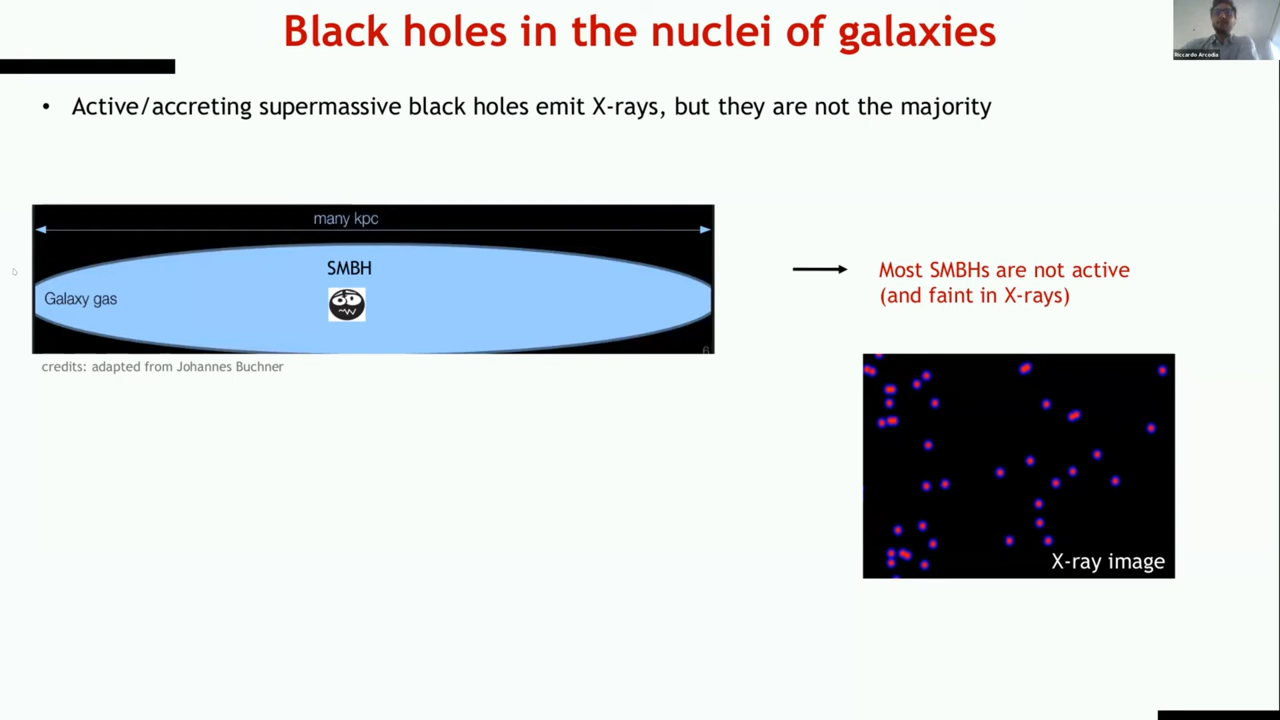 Black holes in the nuclei of galaxies
Riccardo Arcodia
• Active/accreting supermassive black holes emit X-rays, but they are not the majority
many kpc
SMBH
Galaxy gas
6
credits: adapted from Johannes Buchner
Most SMBHs are not active
(and faint in X-rays)
X-ray image